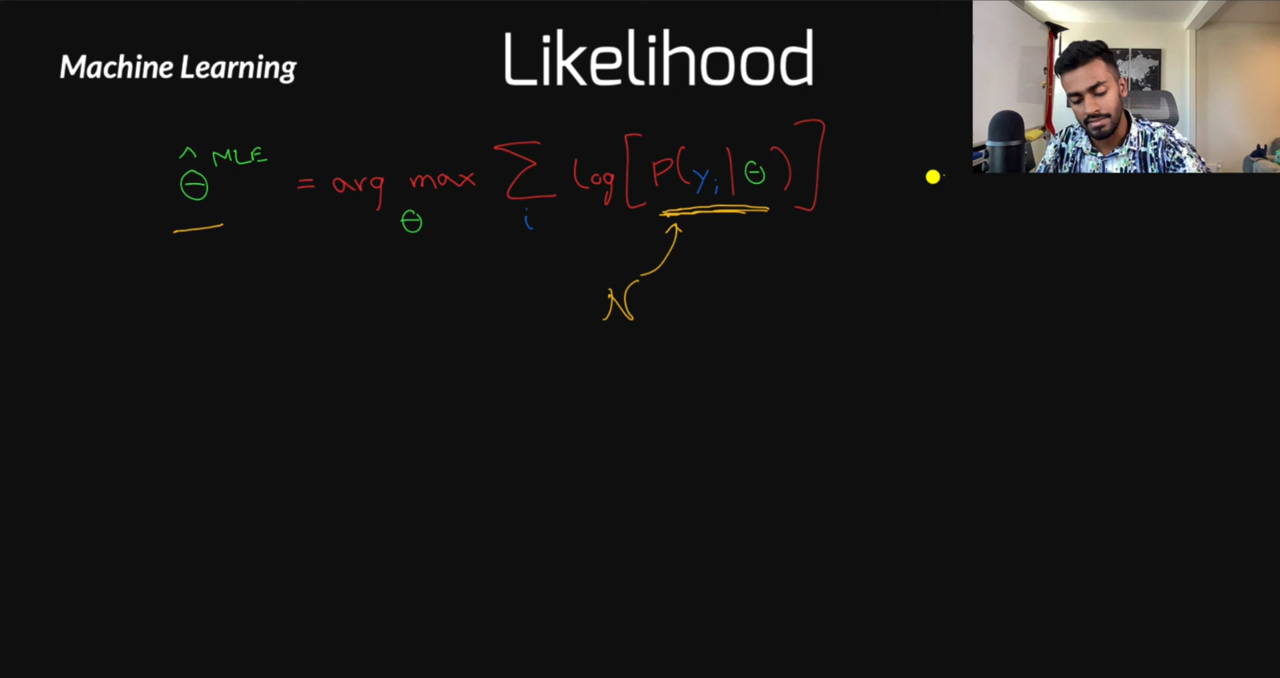 Machine Learning
Likelihood
θ̂ MLE = arg max Σ log[P(yᵢ|θ)]
θ i
N